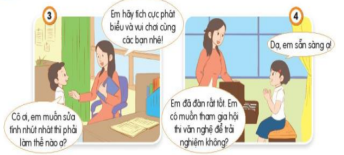 3
Em hãy tích cực phát
biểu và vui chơi cùng
các bạn nhé!
Cô ơi, em muốn sửa
tính nhút nhát thì phải
làm thế nào ạ?
4
Dạ, em sẵn sàng ạ!
Em đã đàn rất tốt. Em
có muốn tham gia hội
thi văn nghệ để trải
nghiệm không?